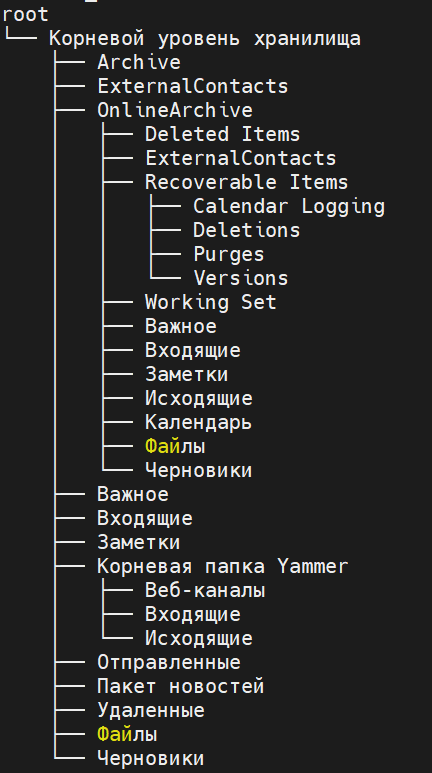 root
└── Корневой уровень хранилища
    ├── Archive
    ├── ExternalContacts
    ├── OnlineArchive
    │   ├── Deleted Items
    │   ├── ExternalContacts
    │   ├── Recoverable Items
    │   │   ├── Calendar Logging
    │   │   ├── Deletions
    │   │   ├── Purges
    │   │   └── Versions
    │   ├── Working Set
    │   ├── Важное
    │   ├── Входящие
    │   ├── Заметки
    │   ├── Исходящие
    │   ├── Календарь
    │   ├── Файлы
    │   └── Черновики
    ├── Важное
    ├── Входящие
    ├── Заметки
    ├── Корневая папка Yammer
    │   ├── Веб-каналы
    │   ├── Входящие
    │   └── Исходящие
    ├── Отправленные
    ├── Пакет новостей
    ├── Удаленные
    ├── Файлы
    └── Черновики